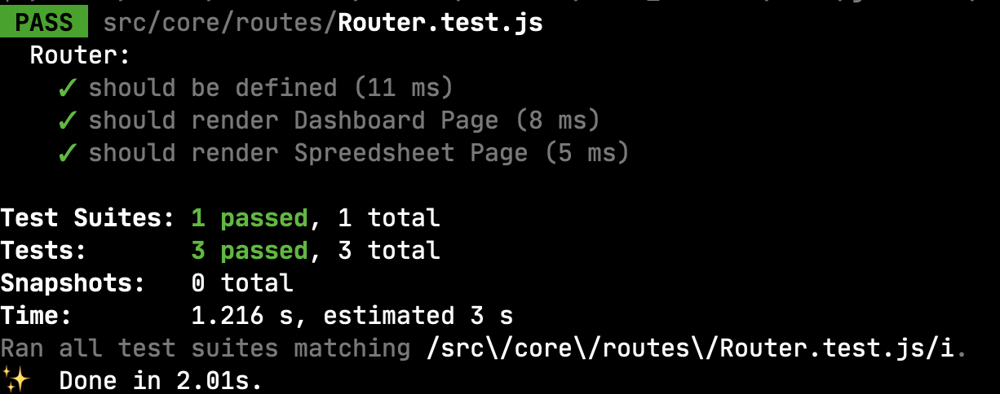 PASS src/core/routes/Router.test.js
Router:
✓ should be defined (11 ms)
✓ should render Dashboard Page (8 ms)
✓ should render Spreedsheet Page (5 ms)
Test Suites: 1 passed, 1 total
Tests: 3 passed, 3 total
Snapshots: 0 total
Time: 1.216 s, estimated 3 s
Ran all test suites matching /src\/core\/routes\/Router.test.js/i.
✨ Done in 2.01s.